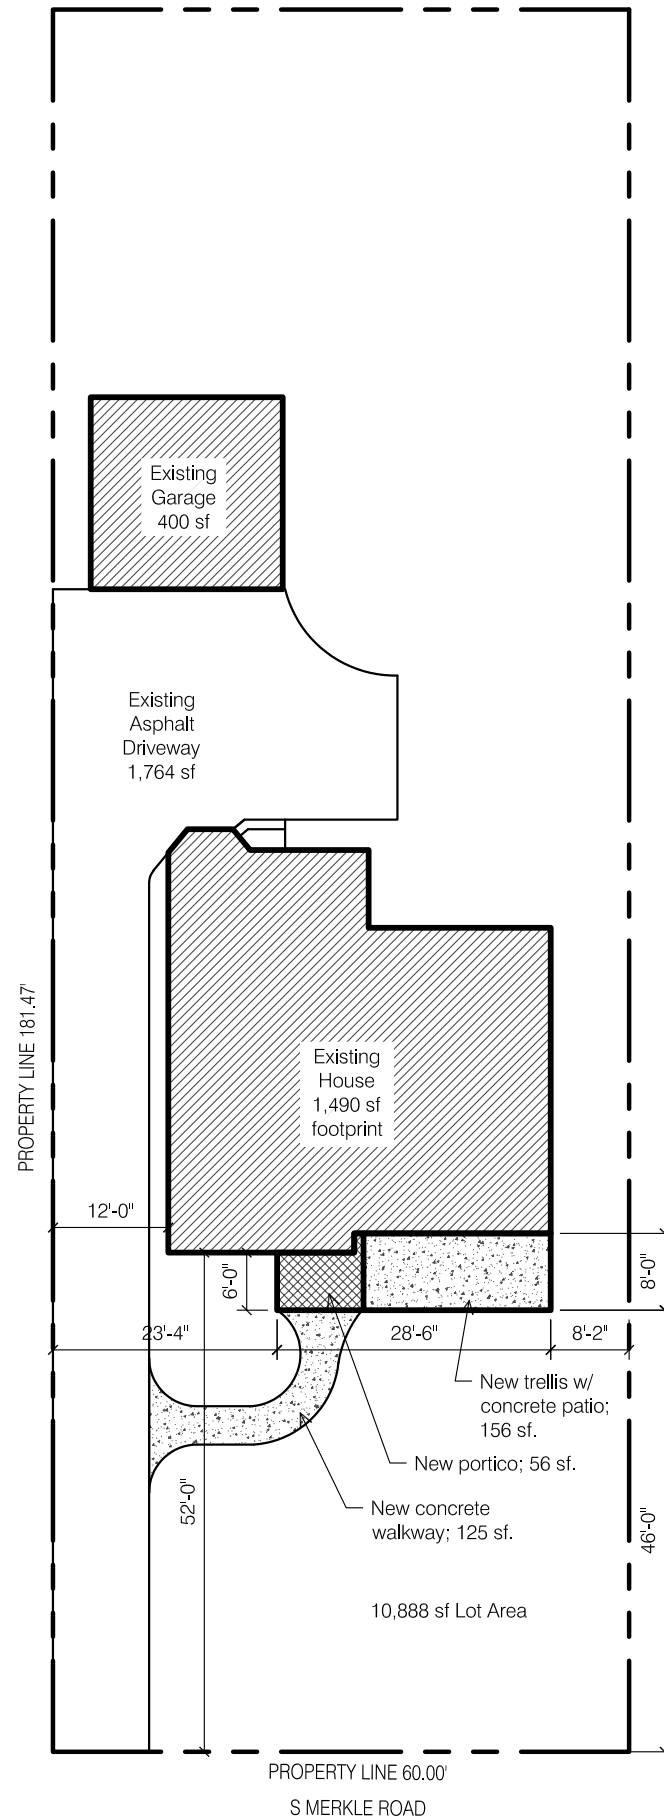 Existing
Garage
400 sf
Existing
Asphalt
Driveway
1,764 sf
PROPERTY LINE 181.47'
Existing
House
1,490 sf
footprint
12'-0"
6'-0"
8'-0"
23'-4"
28'-6"
8'-2"
New trellis w/
concrete patio;
156 sf.
New portico; 56 sf.
52'-0"
New concrete
walkway; 125 sf.
46'-0"
10,888 sf Lot Area
PROPERTY LINE 60.00'
S MERKLE ROAD